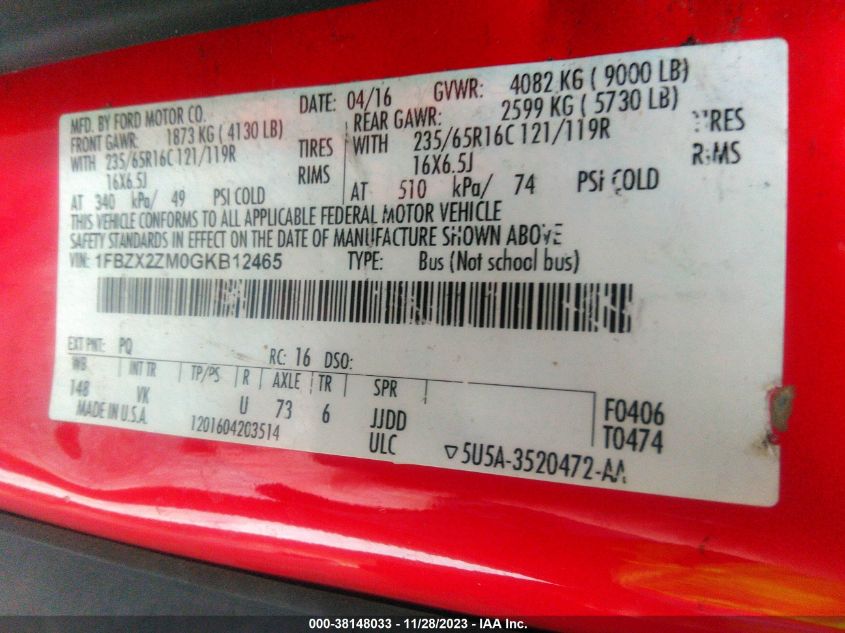 MFD. BY FORD MOTOR CO.
DATE: 04/16 GVWR: 4082 KG ( 9000 LB)
FRONT GAWR: 1873 KG ( 4130 LB)
REAR GAWR: 2599 KG ( 5730 LB)
WITH 235/65R16C 121/119R TIRES
WITH 235/65R16C 121/119R TIRES
16X6.5J RIMS
16X6.5J RIMS
AT 340 kPa/ 49 PSI COLD
AT 510 kPa/ 74 PSI COLD
THIS VEHICLE CONFORMS TO ALL APPLICABLE FEDERAL MOTOR VEHICLE
SAFETY STANDARDS IN EFFECT ON THE DATE OF MANUFACTURE SHOWN ABOVE
VIN: 1FBZX2ZM0GKB12465 TYPE: Bus (Not school bus)
EXT PNT: PQ RC: 16 DSO:
WB INT TR TP/PS R AXLE TR SPR
148 VK U 73 6 JJDD F0406
MADE IN U.S.A. 1201604203514 ULC T0474
5U5A-3520472-AA
000-38148033 - 11/28/2023 - IAA Inc.